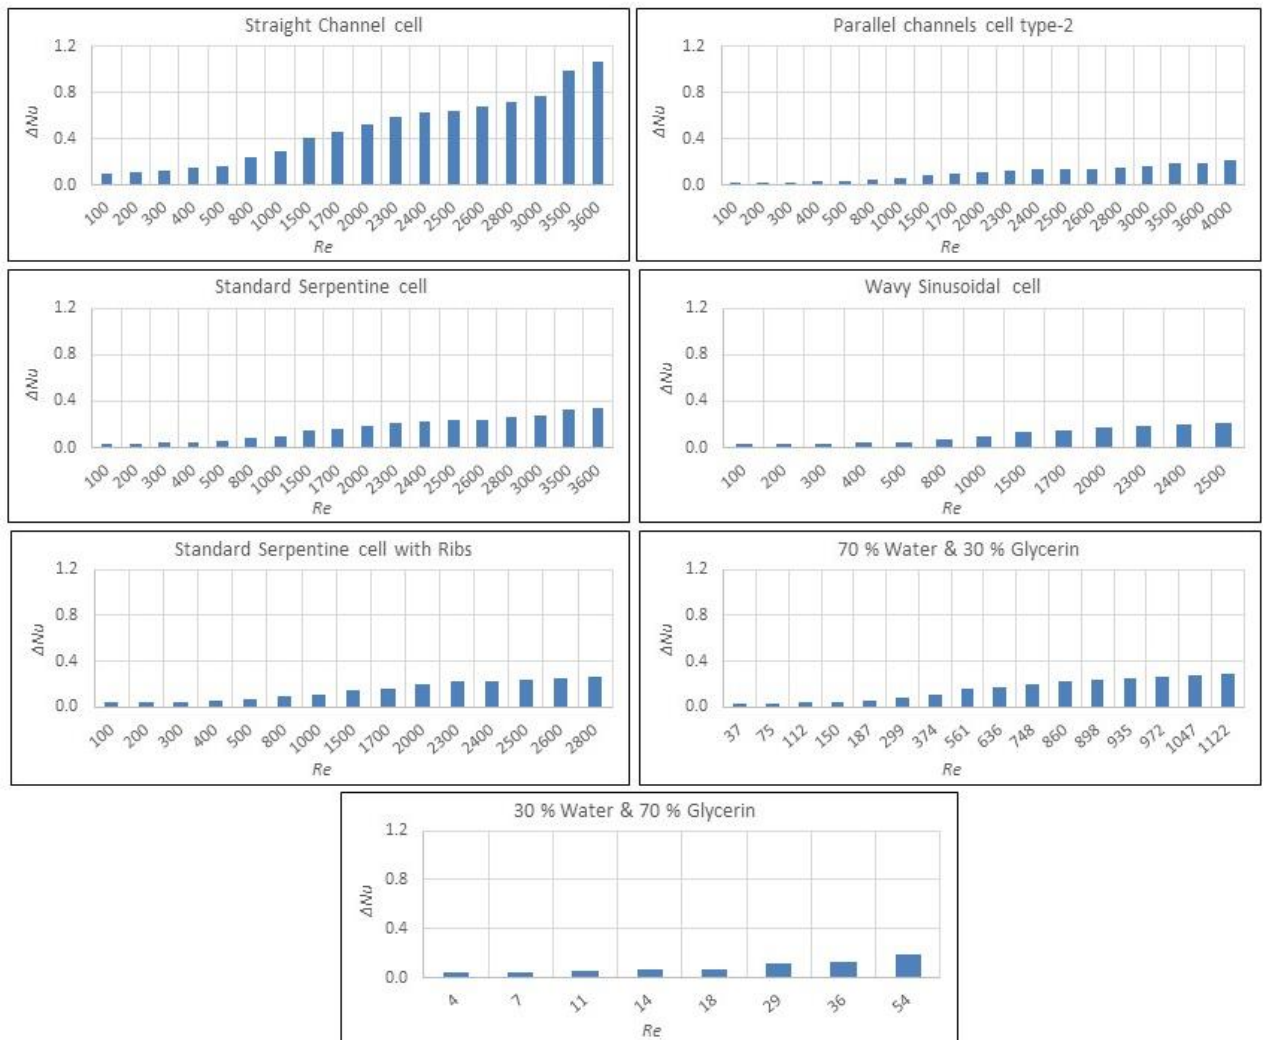 Straight Channel cell
1.2
0.8
0.4
0.0
ΔNu
100 200 300 400 500 800 1000 1500 1700 2000 2300 2400 2500 2600 2800 3000 3500 3600
Re
Parallel channels cell type-2
1.2
0.8
0.4
0.0
ΔNu
100 200 300 400 500 800 1000 1500 1700 2000 2300 2400 2500 2600 2800 3000 3500 3600 4000
Re
Standard Serpentine cell
1.2
0.8
0.4
0.0
ΔNu
100 200 300 400 500 800 1000 1500 1700 2000 2300 2400 2500 2600 2800 3000 3500 3600
Re
Wavy Sinusoidal cell
1.2
0.8
0.4
0.0
ΔNu
100 200 300 400 500 800 1000 1500 1700 2000 2300 2400 2500
Re
Standard Serpentine cell with Ribs
1.2
0.8
0.4
0.0
ΔNu
100 200 300 400 500 800 1000 1500 1700 2000 2300 2400 2500 2600 2800
Re
70 % Water & 30 % Glycerin
1.2
0.8
0.4
0.0
ΔNu
37 75 112 150 187 299 374 561 636 748 860 898 935 972 1047 1122
Re
30 % Water & 70 % Glycerin
1.2
0.8
0.4
0.0
ΔNu
4 7 11 14 18 29 36 54
Re